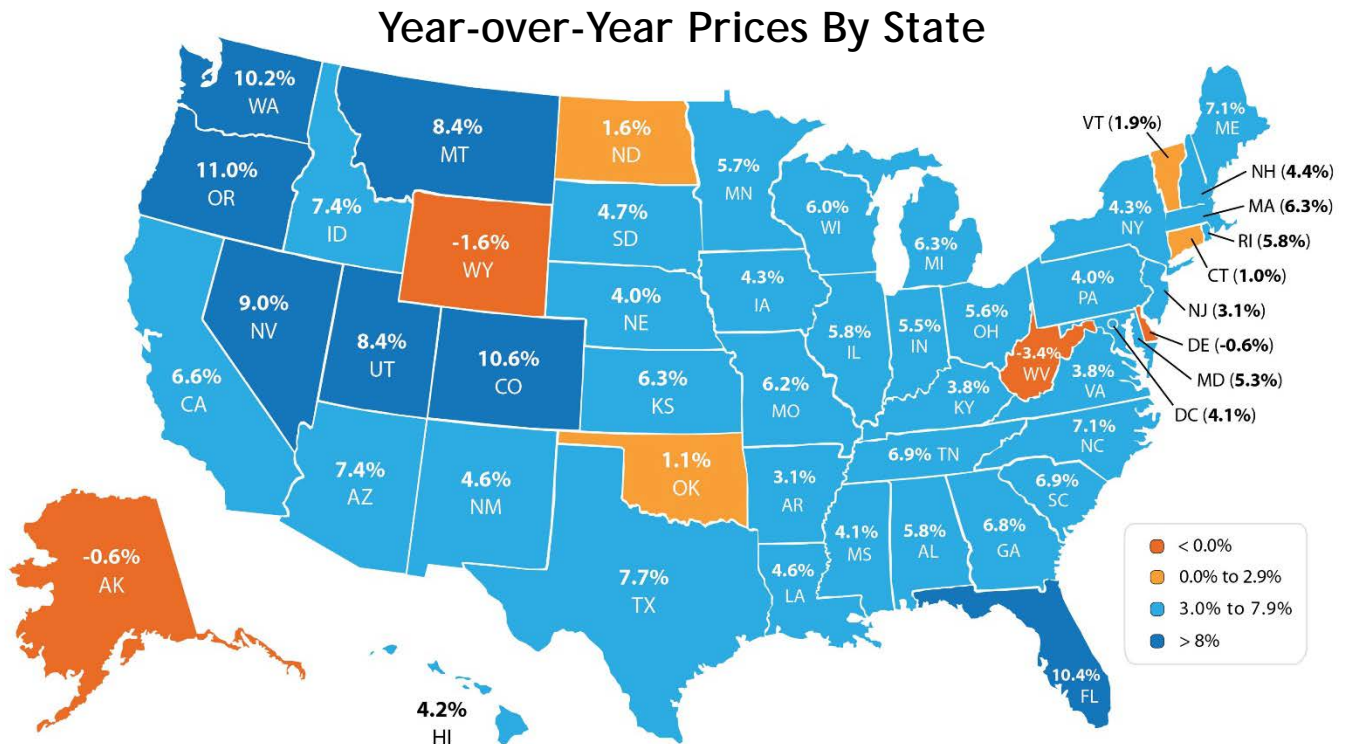 Year-over-Year Prices By State
10.2%
WA
11.0%
OR
6.6%
CA
9.0%
NV
7.4%
ID
8.4%
MT
-1.6%
WY
8.4%
UT
10.6%
CO
7.4%
AZ
4.6%
NM
1.6%
ND
4.7%
SD
4.0%
NE
6.3%
KS
1.1%
OK
7.7%
TX
5.7%
MN
4.3%
IA
6.2%
MO
3.1%
AR
4.6%
LA
6.0%
WI
5.8%
IL
6.3%
MI
5.5%
IN
5.6%
OH
3.8%
KY
6.9% TN
4.1%
MS
5.8%
AL
6.8%
GA
10.4%
FL
6.9%
SC
7.1%
NC
3.8%
VA
-3.4%
WV
4.0%
PA
4.3%
NY
7.1%
ME
VT (1.9%)
NH (4.4%)
MA (6.3%)
RI (5.8%)
CT (1.0%)
NJ (3.1%)
DE (-0.6%)
MD (5.3%)
DC (4.1%)
-0.6%
AK
4.2%
HI
< 0.0%
0.0% to 2.9%
3.0% to 7.9%
> 8%